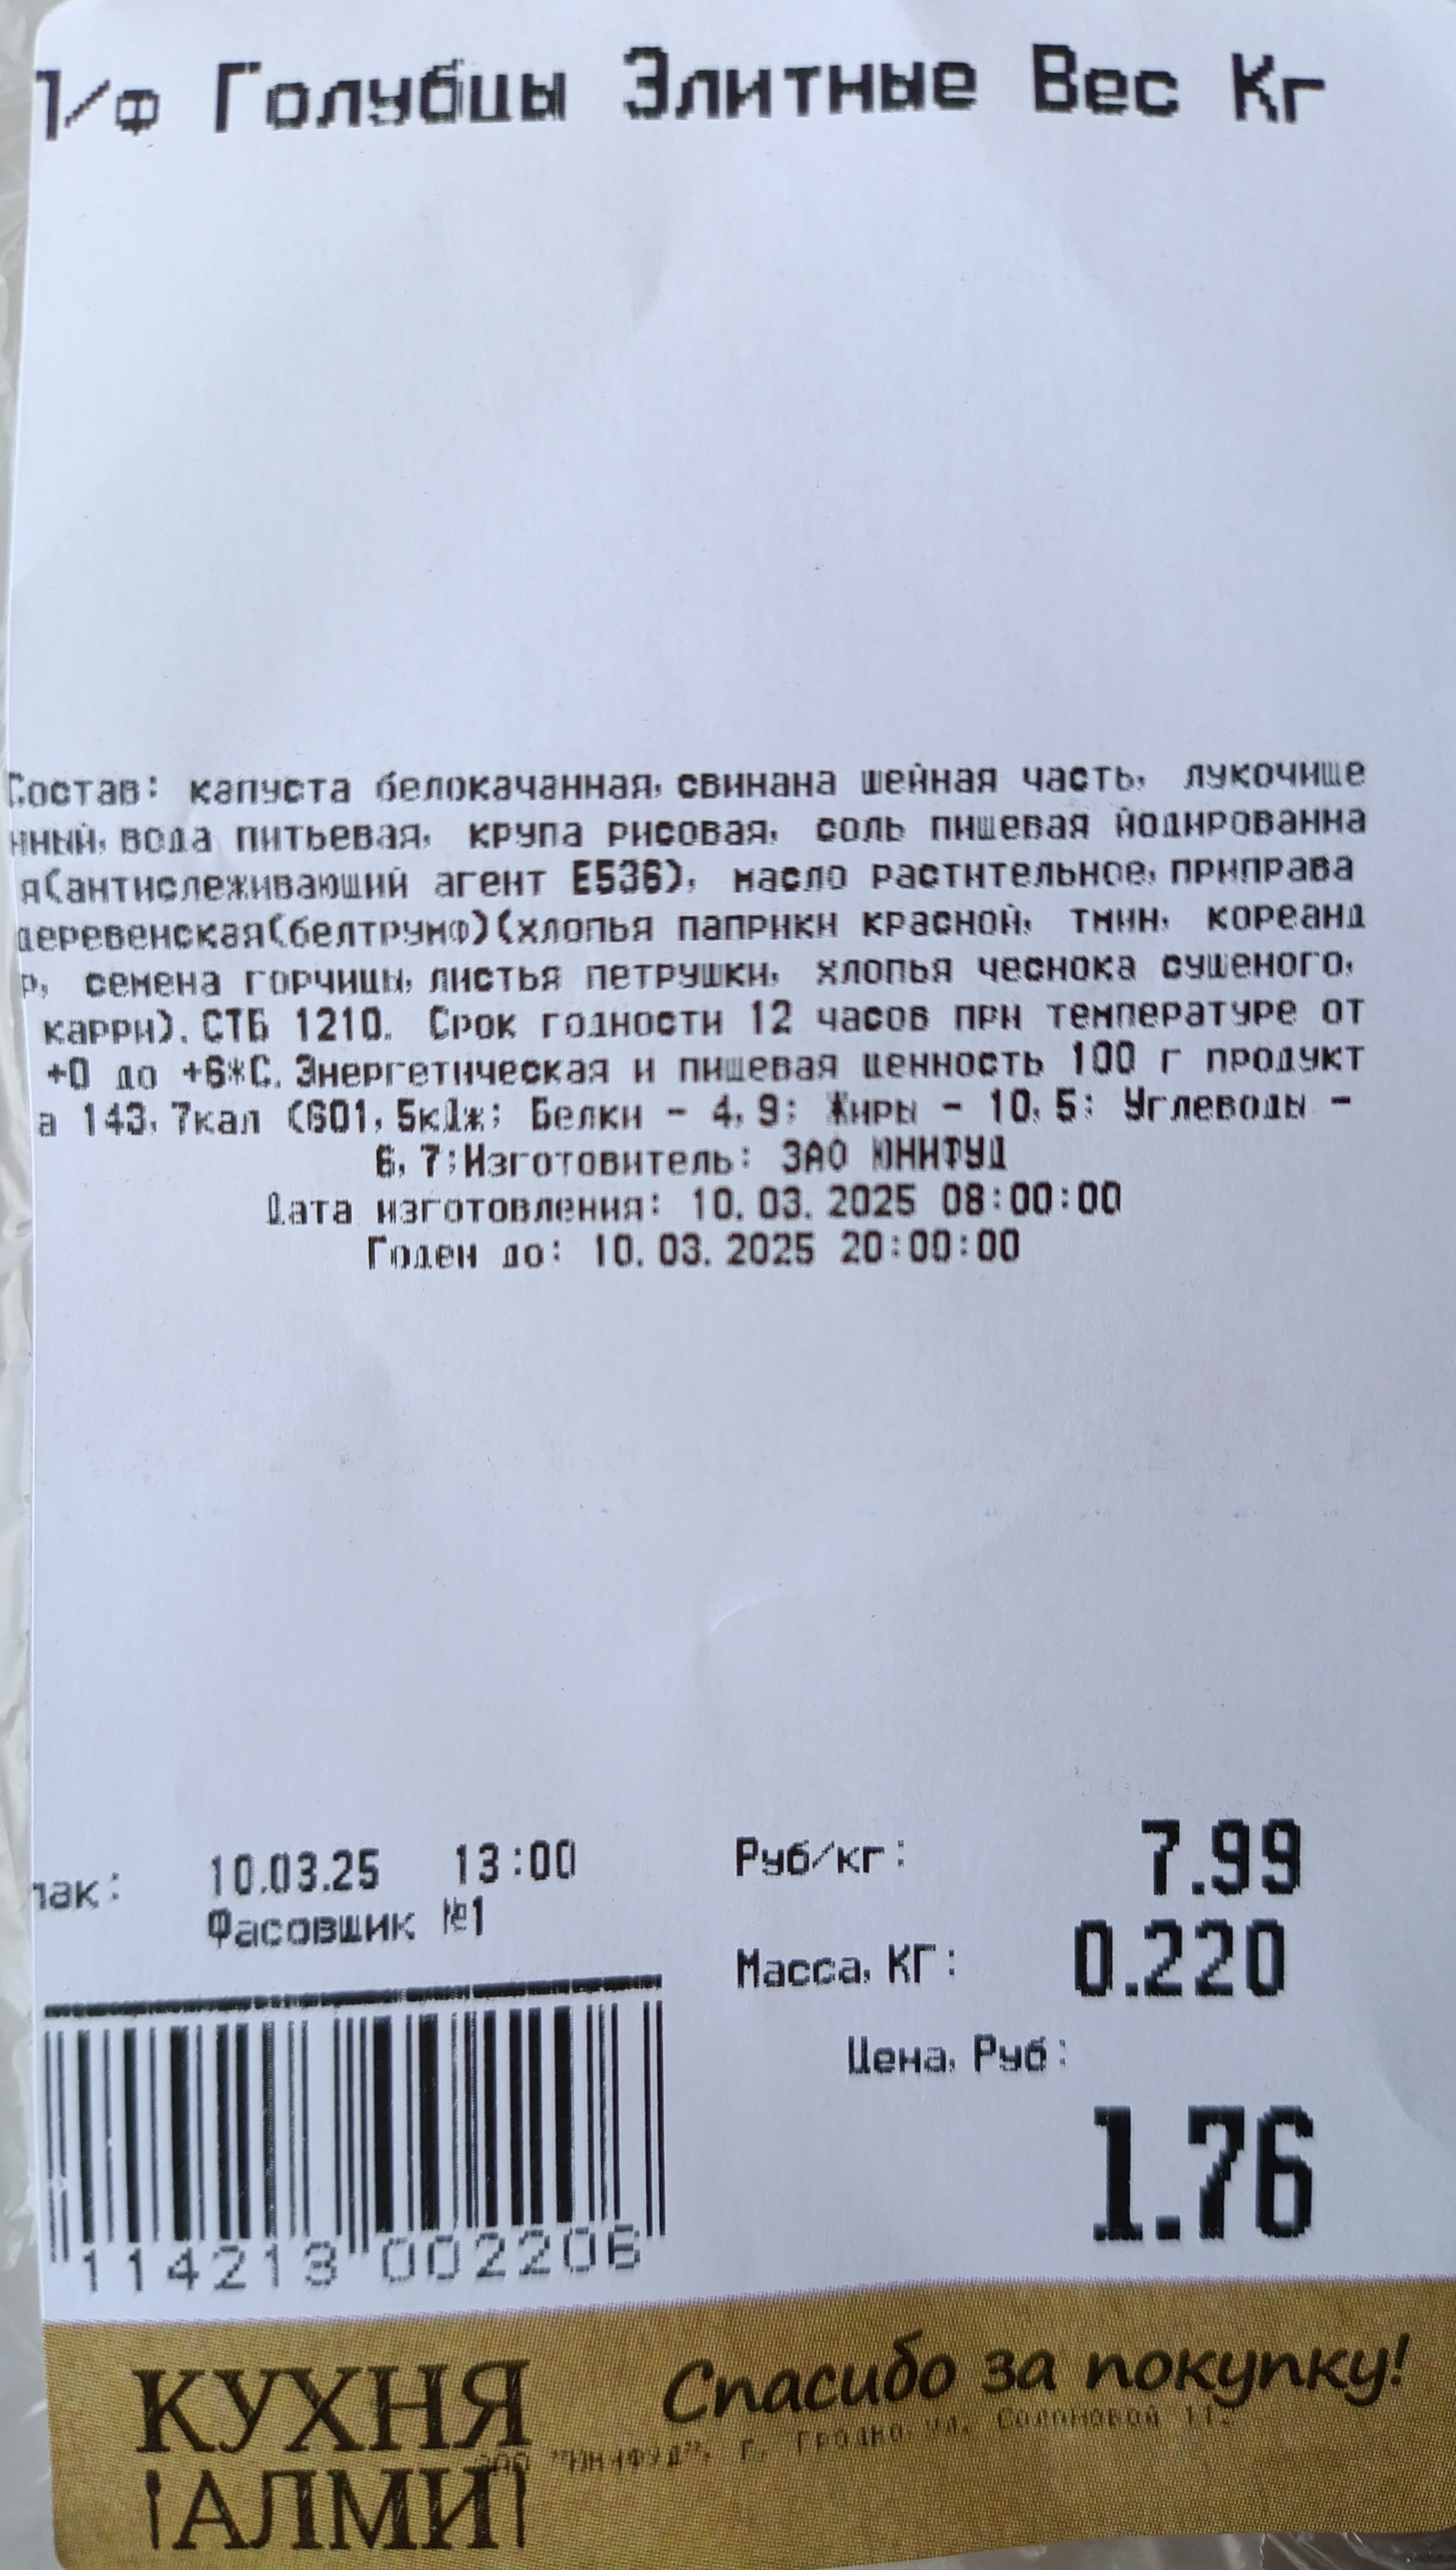 П/ф Голубцы Элитные Вес Кг
Состав: капуста белокачанная, свинана шейная часть, лукочище
нный, вода питьевая, крупа рисовая, соль пишевая йодированна
я(антислеживающий агент Е536), масло растительное, приправа
деревенская(белтрумф)(хлопья паприки красной, тмин, кореанд
р, семена горчицы, листья петрушки, хлопья чеснока сушеного,
карри). СТБ 1210. Срок годности 12 часов при температуре от
+0 до +6*С. Энергетическая и пищевая ценность 100 г продукт
а 143,7кал (601,5кДж; Белки - 4,9; Жиры - 10,5; Углеводы -
6,7;Изготовитель: ЗАО ЮНИФУД
Дата изготовления: 10.03.2025 08:00:00
Годен до: 10.03.2025 20:00:00
пак: 10.03.25 13:00
Фасовщик №1
Руб/кг: 7.99
Масса, КГ: 0.220
Цена, Руб:
1.76
114213 002206
КУХНЯ
АЛМИ
Спасибо за покупку!
ЗАО "ЮНИФУД", г. Гродно, ул. Соломовой